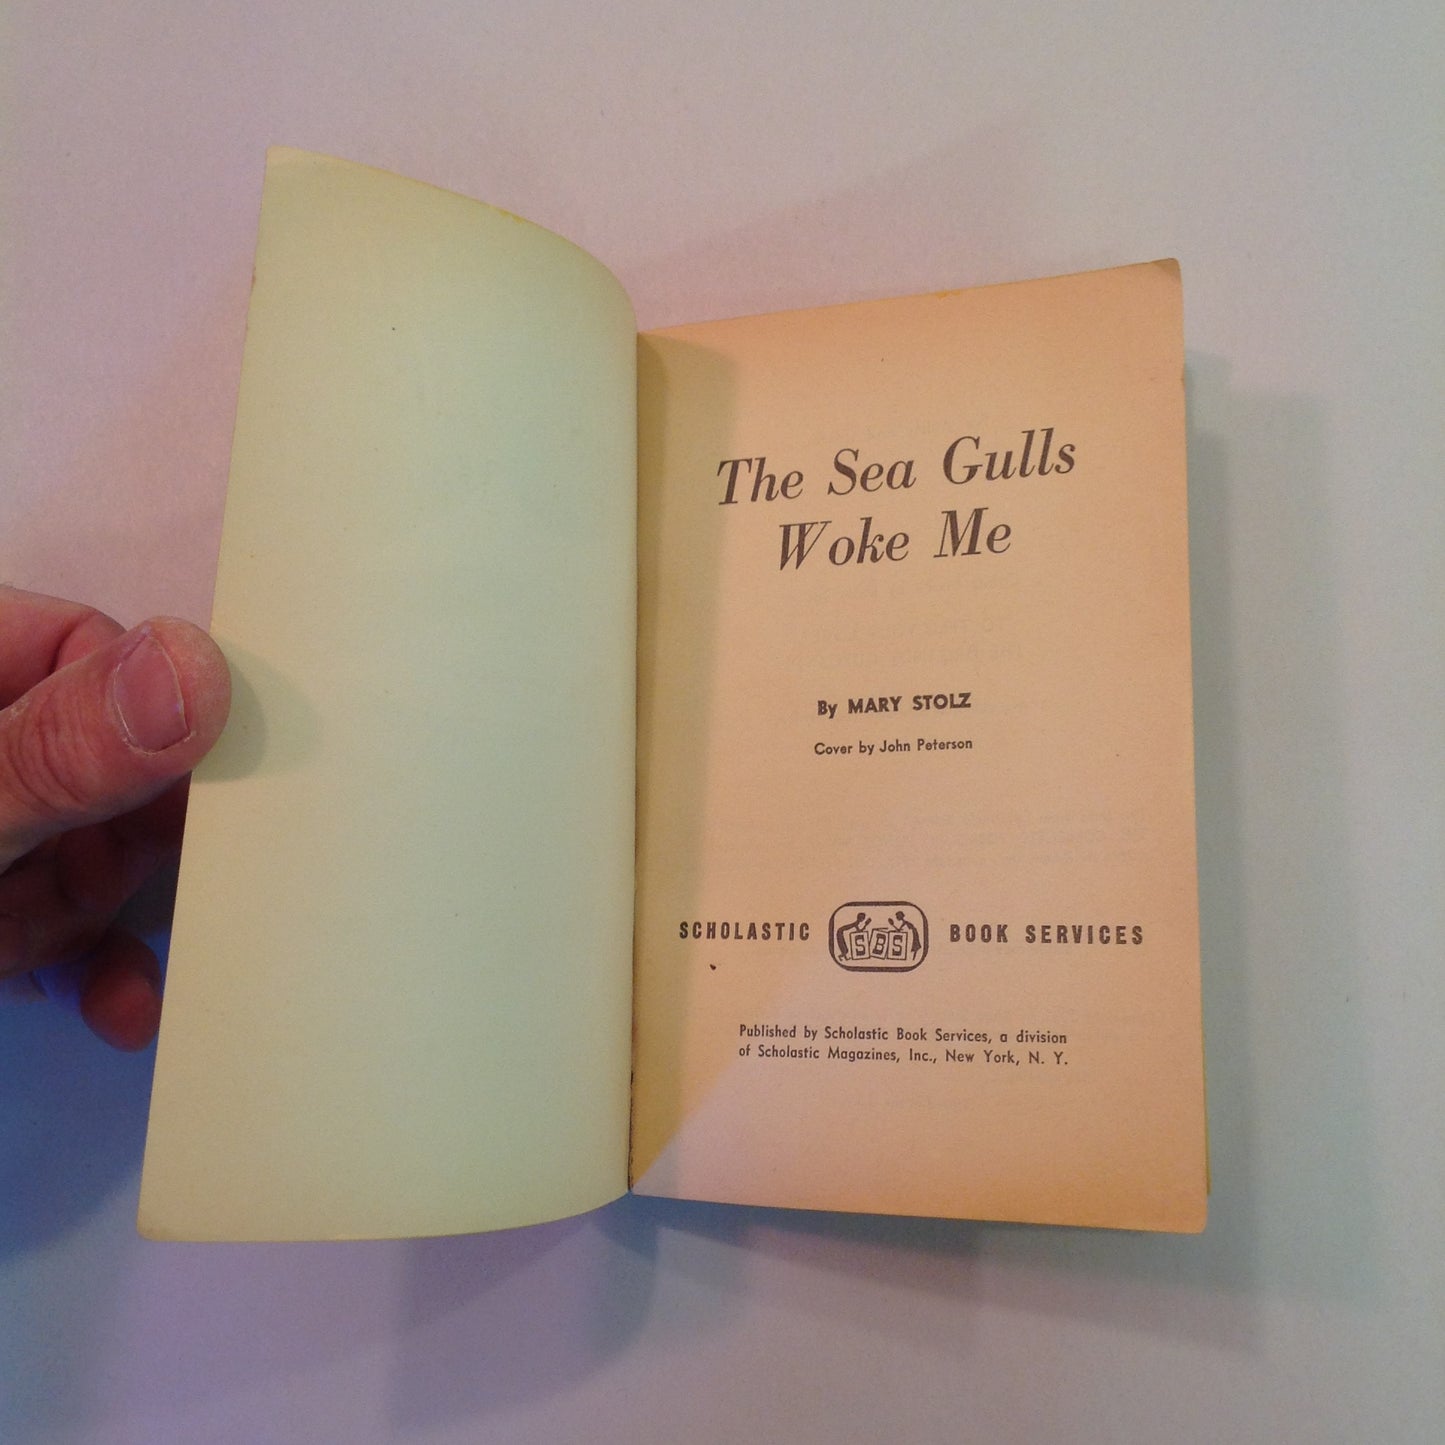 The Sea Gulls
Woke Me
By MARY STOLZ
Cover by John Peterson
SCHOLASTIC SBS BOOK SERVICES
Published by Scholastic Book Services, a division
of Scholastic Magazines, Inc., New York, N. Y.